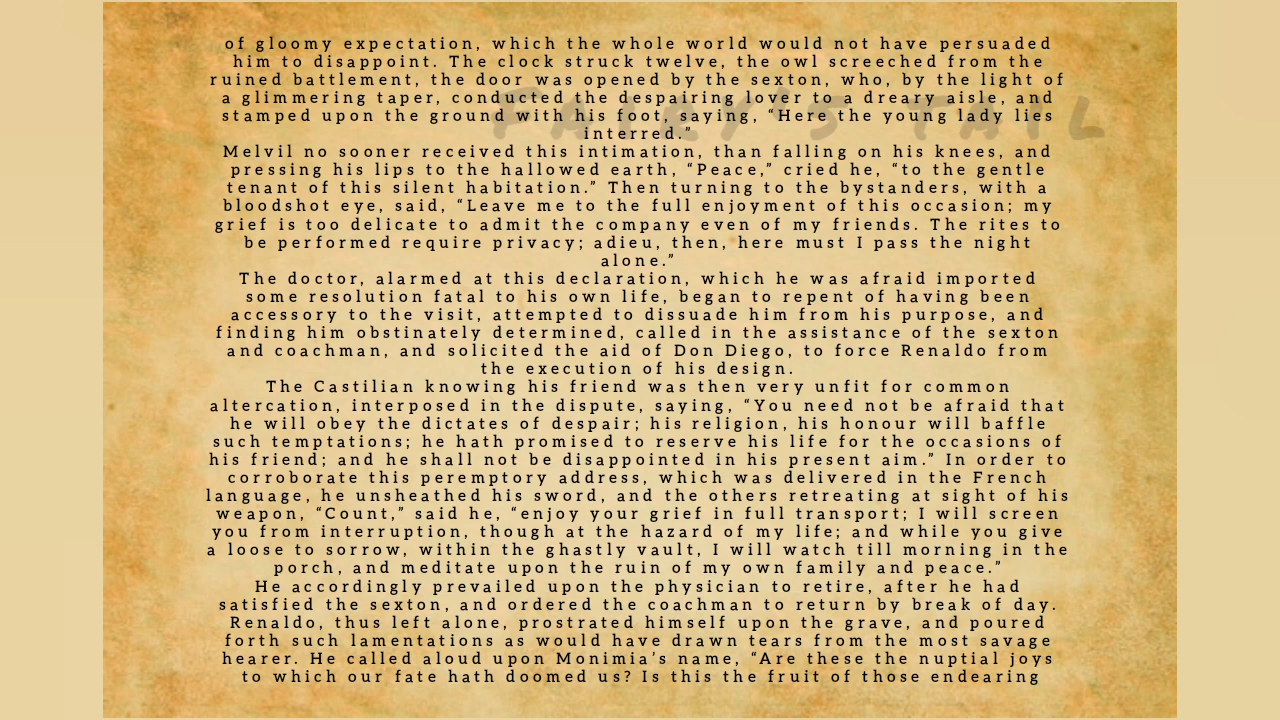 of gloomy expectation, which the whole world would not have persuaded
him to disappoint. The clock struck twelve, the owl screeched from the
ruined battlement, the door was opened by the sexton, who, by the light of
a glimmering taper, conducted the despairing lover to a dreary aisle, and
stamped upon the ground with his foot, saying, “Here the young lady lies
interred.”
Melvil no sooner received this intimation, than falling on his knees, and
pressing his lips to the hallowed earth, “Peace,” cried he, “to the gentle
tenant of this silent habitation.” Then turning to the bystanders, with a
bloodshot eye, said, “Leave me to the full enjoyment of this occasion; my
grief is too delicate to admit the company even of my friends. The rites to
be performed require privacy; adieu, then, here must I pass the night
alone.”
The doctor, alarmed at this declaration, which he was afraid imported
some resolution fatal to his own life, began to repent of having been
accessory to the visit, attempted to dissuade him from his purpose, and
finding him obstinately determined, called in the assistance of the sexton
and coachman, and solicited the aid of Don Diego, to force Renaldo from
the execution of his design.
The Castilian knowing his friend was then very unfit for common
altercation, interposed in the dispute, saying, “You need not be afraid that
he will obey the dictates of despair; his religion, his honour will baffle
such temptations; he hath promised to reserve his life for the occasions of
his friend; and he shall not be disappointed in his present aim.” In order to
corroborate this peremptory address, which was delivered in the French
language, he unsheathed his sword, and the others retreating at sight of his
weapon, “Count,” said he, “enjoy your grief in full transport; I will screen
you from interruption, though at the hazard of my life; and while you give
a loose to sorrow, within the ghastly vault, I will watch till morning in the
porch, and meditate upon the ruin of my own family and peace.”
He accordingly prevailed upon the physician to retire, after he had
satisfied the sexton, and ordered the coachman to return by break of day.
Renaldo, thus left alone, prostrated himself upon the grave, and poured
forth such lamentations as would have drawn tears from the most savage
hearer. He called aloud upon Monimia’s name, “Are these the nuptial joys
to which our fate hath doomed us? Is this the fruit of those endearing